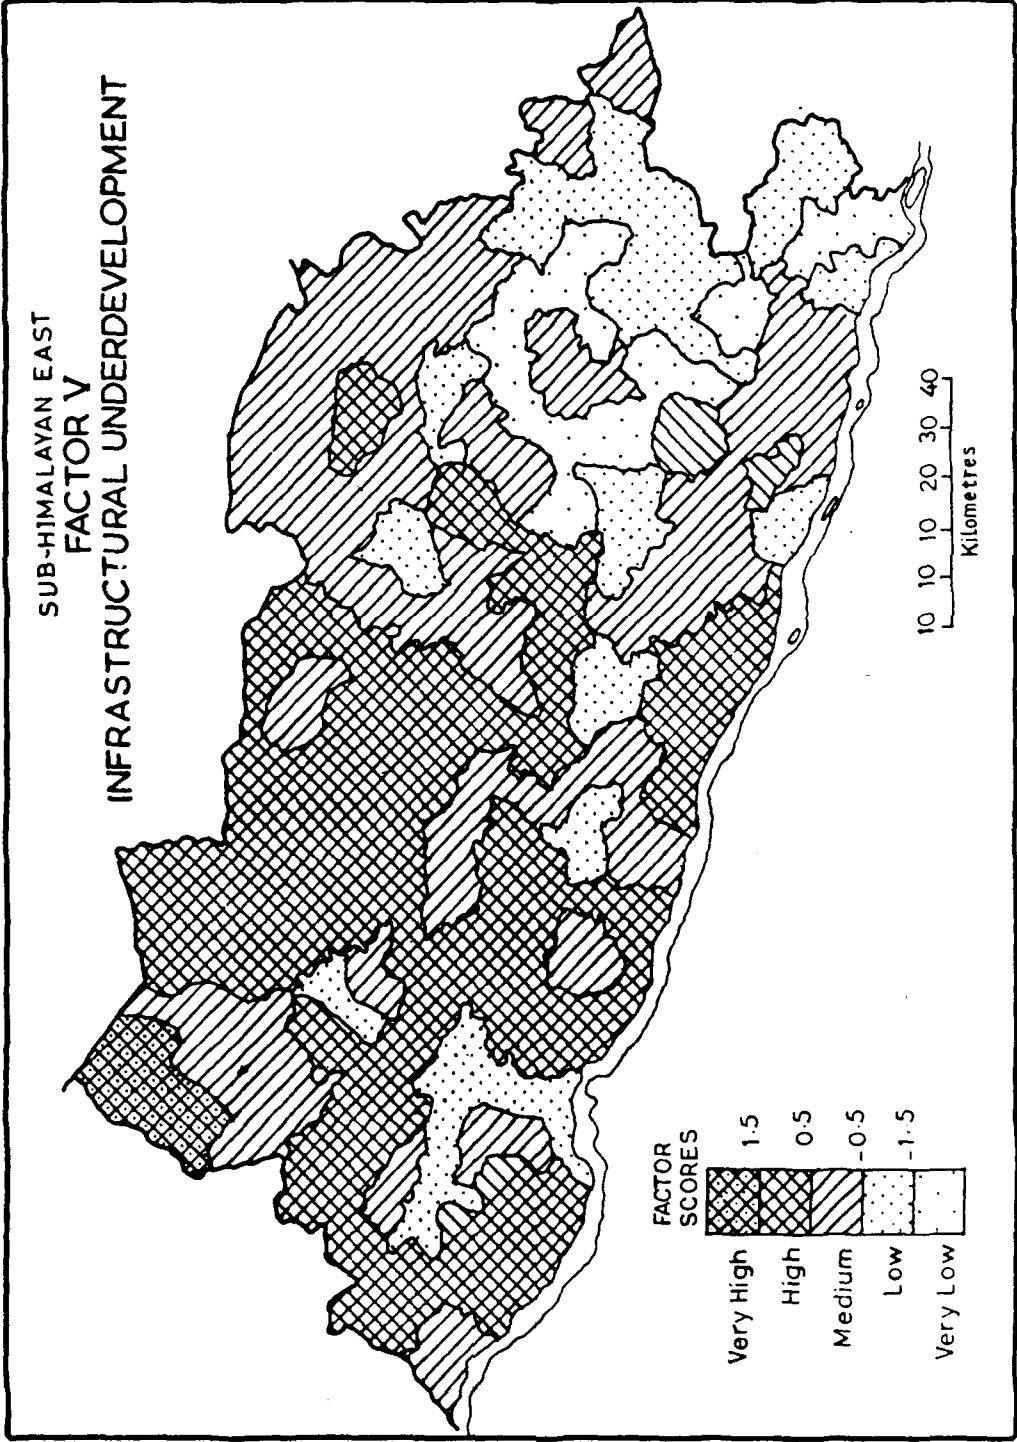 SUB-HIMALAYAN EAST
FACTOR V
INFRASTRUCTURAL UNDERDEVELOPMENT
FACTOR
SCORES
Very High
1·5
High
0·5
Medium
-0·5
Low
-1·5
Very Low
10 10 10 20 30 40
Kilometres